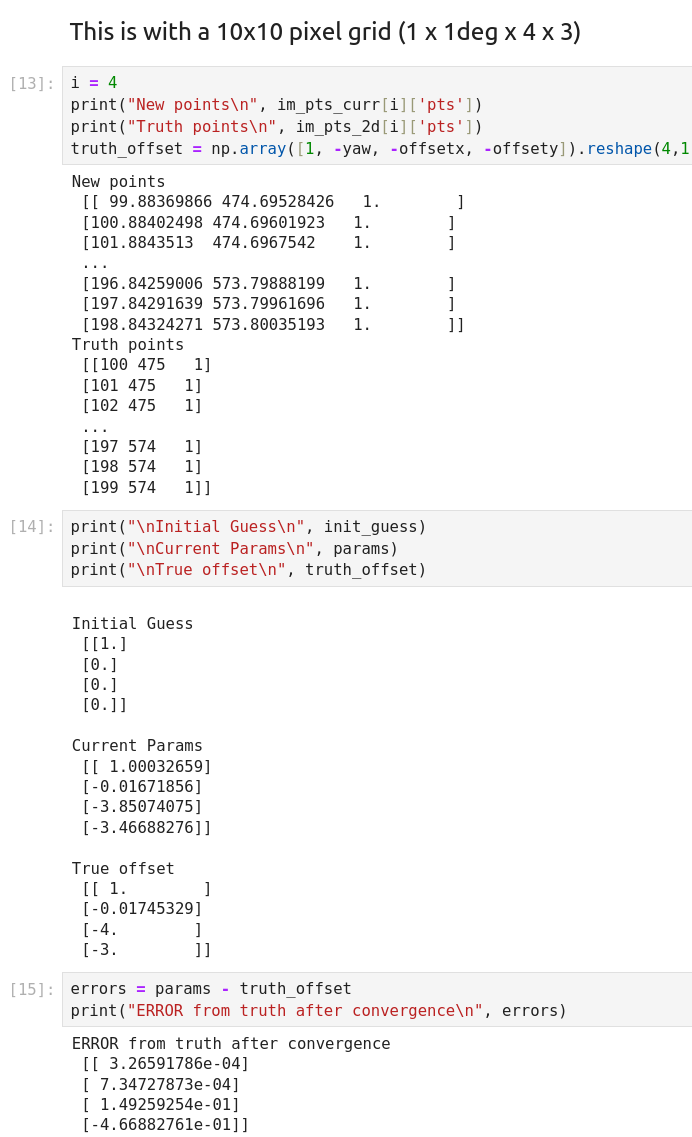 This is with a 10x10 pixel grid (1 x 1deg x 4 x 3)
[13]:
i = 4
print("New points\n", im_pts_curr[i]['pts'])
print("Truth points\n", im_pts_2d[i]['pts'])
truth_offset = np.array([1, -yaw, -offsetx, -offsety]).reshape(4,1
New points
[[ 99.88369866 474.69528426   1.        ]
[100.88402498 474.69601923   1.        ]
[101.8843513  474.6967542    1.        ]
...
[196.84259006 573.79888199   1.        ]
[197.84291639 573.79961696   1.        ]
[198.84324271 573.80035193   1.        ]]
Truth points
[[100 475   1]
[101 475   1]
[102 475   1]
...
[197 574   1]
[198 574   1]
[199 574   1]]
[14]:
print("\nInitial Guess\n", init_guess)
print("\nCurrent Params\n", params)
print("\nTrue offset\n", truth_offset)
Initial Guess
[[1.]
[0.]
[0.]
[0.]]
Current Params
[[ 1.00032659]
[-0.01671856]
[-3.85074075]
[-3.46688276]]
True offset
[[ 1.        ]
[-0.01745329]
[-4.        ]
[-3.        ]]
[15]:
errors = params - truth_offset
print("ERROR from truth after convergence\n", errors)
ERROR from truth after convergence
[[ 3.26591786e-04]
[ 7.34727873e-04]
[ 1.49259254e-01]
[-4.66882761e-01]]